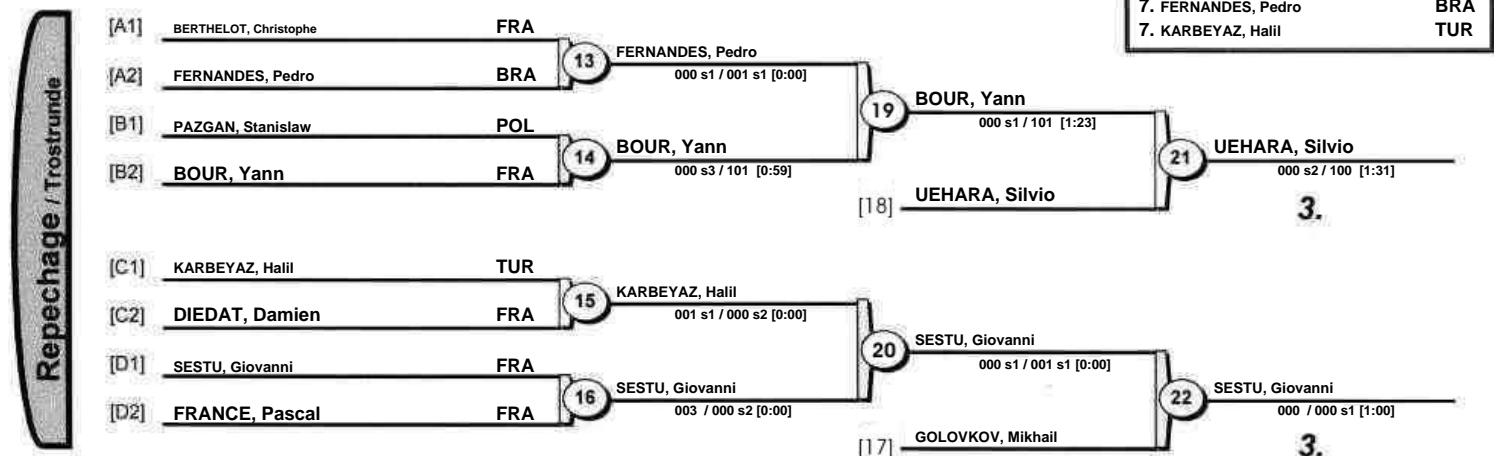 7. FERNANDES, Pedro BRA
7. KARBEYAZ, Halil TUR
Repechage / Trostrunde
[A1] BERTHELOT, Christophe FRA
[A2] FERNANDES, Pedro BRA
13 FERNANDES, Pedro
000 s1 / 001 s1 [0:00]
[B1] PAZGAN, Stanislaw POL
[B2] BOUR, Yann FRA
14 BOUR, Yann
000 s3 / 101 [0:59]
19 BOUR, Yann
000 s1 / 101 [1:23]
[18] UEHARA, Silvio
21 UEHARA, Silvio
000 s2 / 100 [1:31]
3.
[C1] KARBEYAZ, Halil TUR
[C2] DIEDAT, Damien FRA
15 KARBEYAZ, Halil
001 s1 / 000 s2 [0:00]
[D1] SESTU, Giovanni FRA
[D2] FRANCE, Pascal FRA
16 SESTU, Giovanni
003 / 000 s2 [0:00]
20 SESTU, Giovanni
000 s1 / 001 s1 [0:00]
[17] GOLOVKOV, Mikhail
22 SESTU, Giovanni
000 / 000 s1 [1:00]
3.